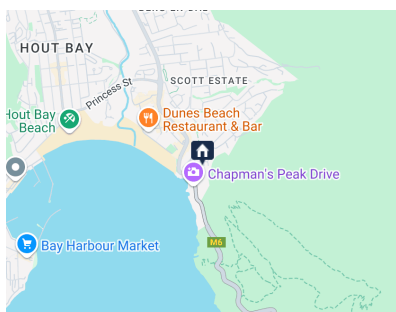 HOUT BAY
Princess St
SCOTT ESTATE
Hout Bay
Beach
Dunes Beach
Restaurant & Bar
Chapman's Peak Drive
M6
Bay Harbour Market